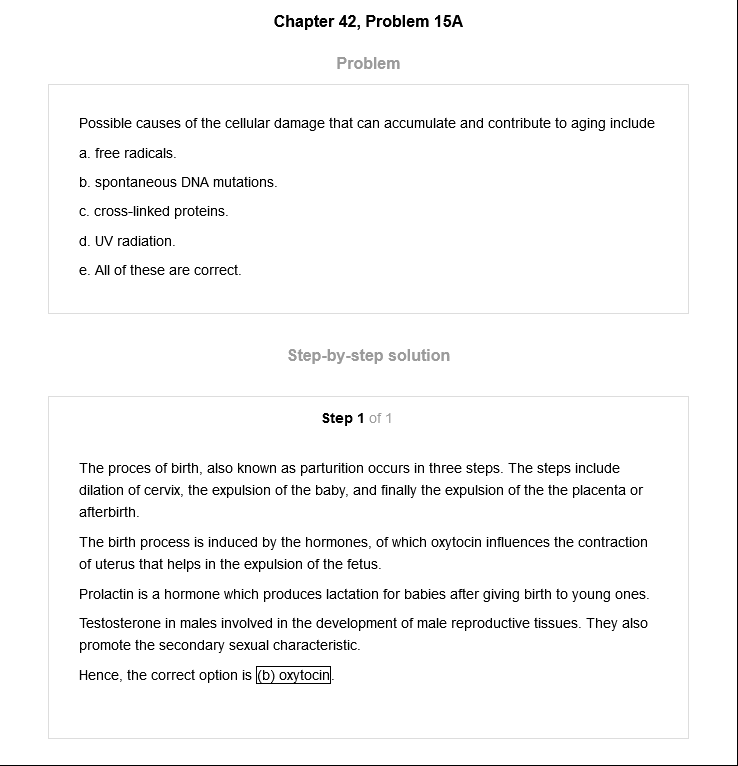 Chapter 42, Problem 15A
Problem
Possible causes of the cellular damage that can accumulate and contribute to aging include
a. free radicals.
b. spontaneous DNA mutations.
c. cross-linked proteins.
d. UV radiation.
e. All of these are correct.
Step-by-step solution
Step 1 of 1
The proces of birth, also known as parturition occurs in three steps. The steps include
dilation of cervix, the expulsion of the baby, and finally the expulsion of the the placenta or
afterbirth.
The birth process is induced by the hormones, of which oxytocin influences the contraction
of uterus that helps in the expulsion of the fetus.
Prolactin is a hormone which produces lactation for babies after giving birth to young ones.
Testosterone in males involved in the development of male reproductive tissues. They also
promote the secondary sexual characteristic.
Hence, the correct option is (b) oxytocin.